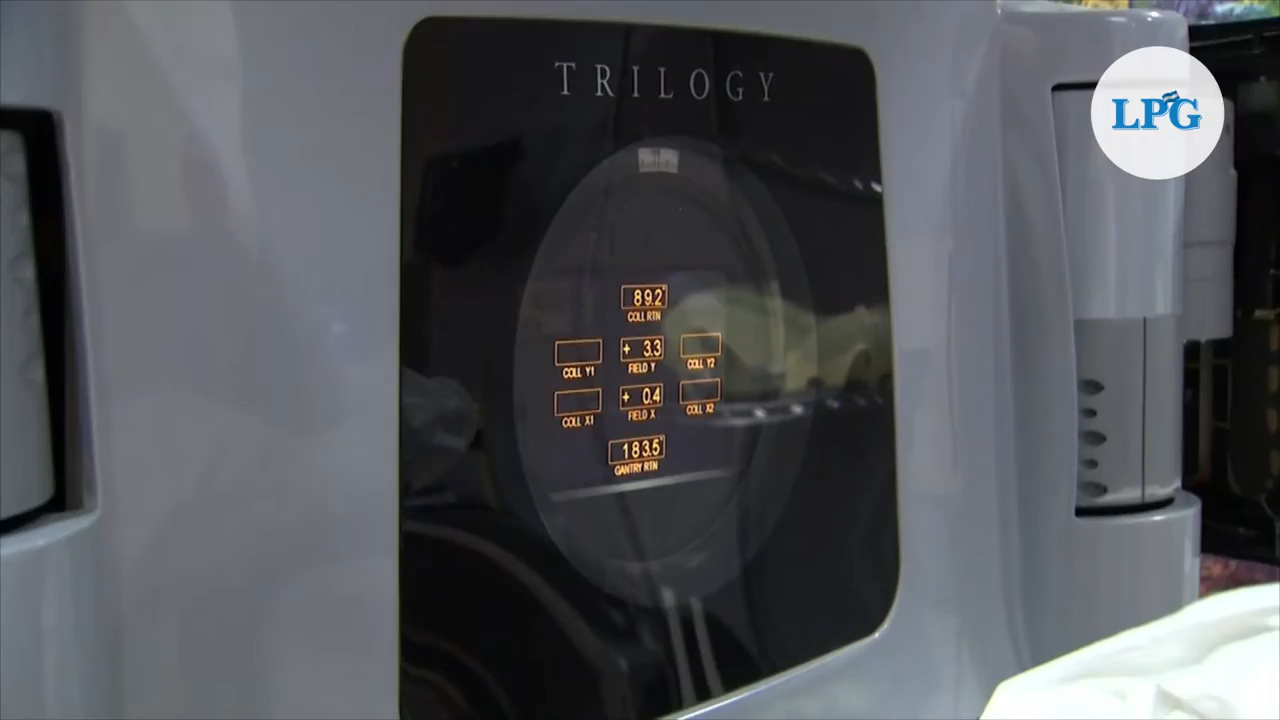 TRILOGY
LPG
89.2°
COLL RTN
+ 3.3
COLL Y1
FIELD Y
COLL Y2
+ 0.4
COLL X1
FIELD X
COLL X2
183.5°
GANTRY RTN